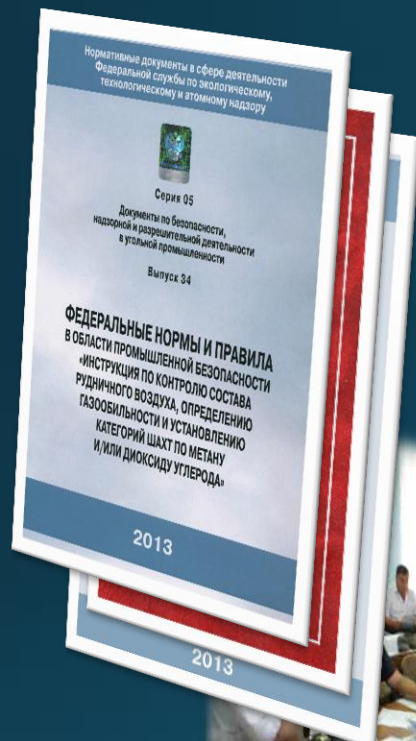 Нормативные документы в сфере деятельности
Федеральной службы по экологическому,
технологическому и атомному надзору
Серия 05
Документы по безопасности,
надзорной и разрешительной деятельности
в угольной промышленности
Выпуск 34
ФЕДЕРАЛЬНЫЕ НОРМЫ И ПРАВИЛА
В ОБЛАСТИ ПРОМЫШЛЕННОЙ БЕЗОПАСНОСТИ
«ИНСТРУКЦИЯ ПО КОНТРОЛЮ СОСТАВА
РУДНИЧНОГО ВОЗДУХА, ОПРЕДЕЛЕНИЮ
ГАЗООБИЛЬНОСТИ И УСТАНОВЛЕНИЮ
КАТЕГОРИЙ ШАХТ ПО МЕТАНУ
И/ИЛИ ДИОКСИДУ УГЛЕРОДА»
2013
2013